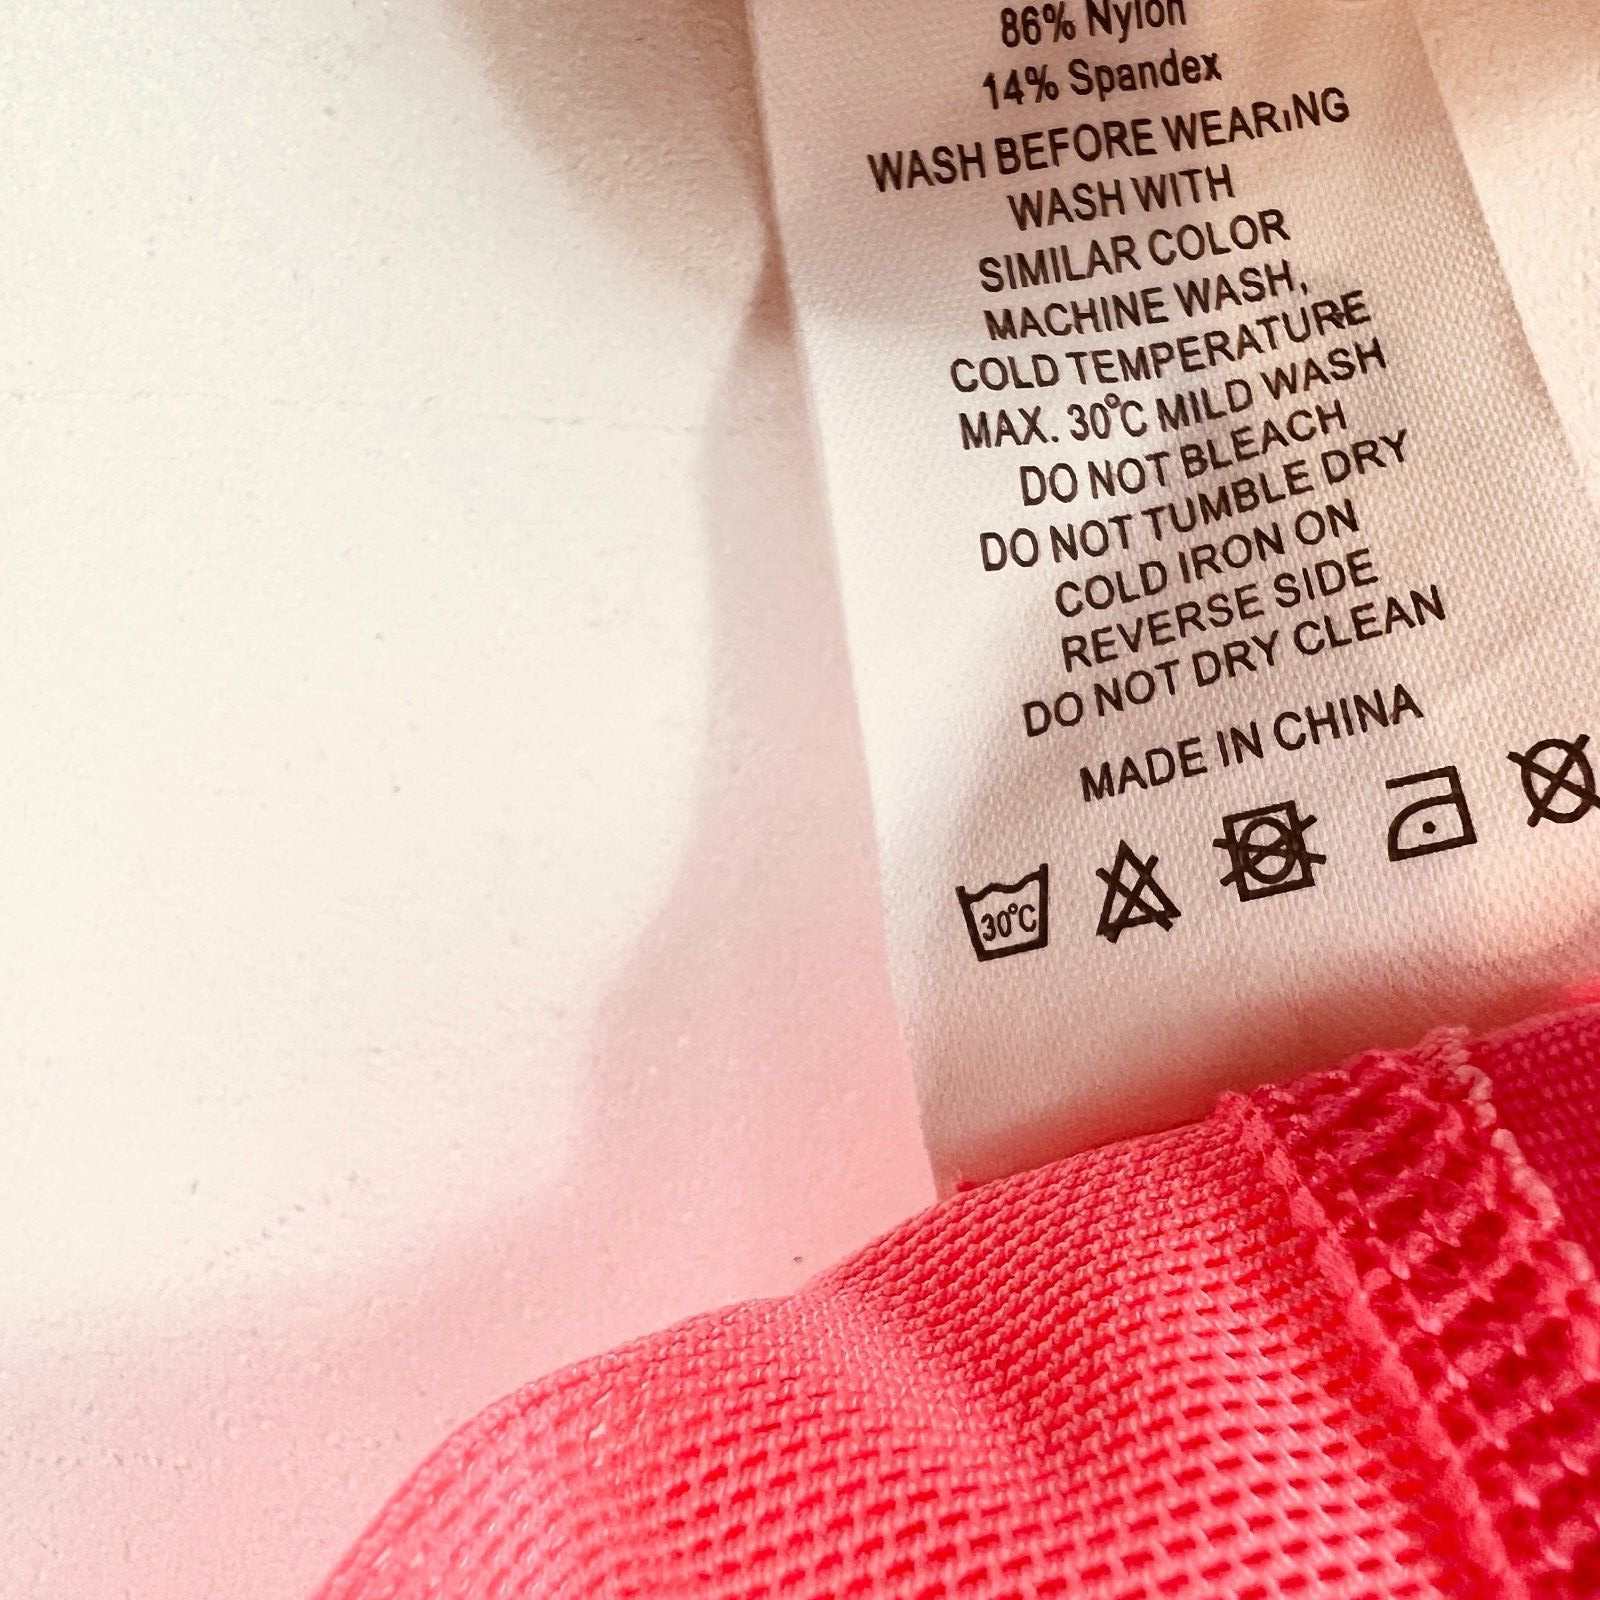 86% Nylon
14% Spandex
WASH BEFORE WEARING
WASH WITH
SIMILAR COLOR
MACHINE WASH,
COLD TEMPERATURE
MAX. 30°C MILD WASH
DO NOT BLEACH
DO NOT TUMBLE DRY
COLD IRON ON
REVERSE SIDE
DO NOT DRY CLEAN
MADE IN CHINA
30°C